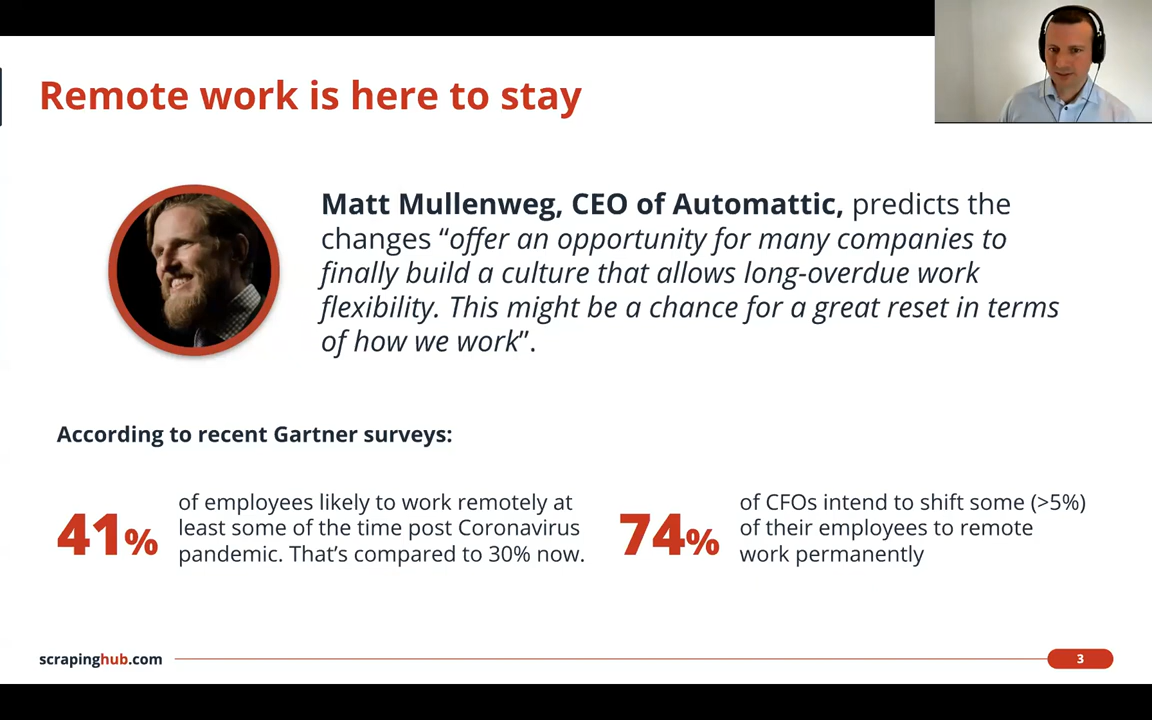 Remote work is here to stay
Matt Mullenweg, CEO of Automattic, predicts the
changes “offer an opportunity for many companies to
finally build a culture that allows long-overdue work
flexibility. This might be a chance for a great reset in terms
of how we work”.
According to recent Gartner surveys:
41%
of employees likely to work remotely at
least some of the time post Coronavirus
pandemic. That’s compared to 30% now.
74%
of CFOs intend to shift some (>5%)
of their employees to remote
work permanently
scrapinghub.com
3